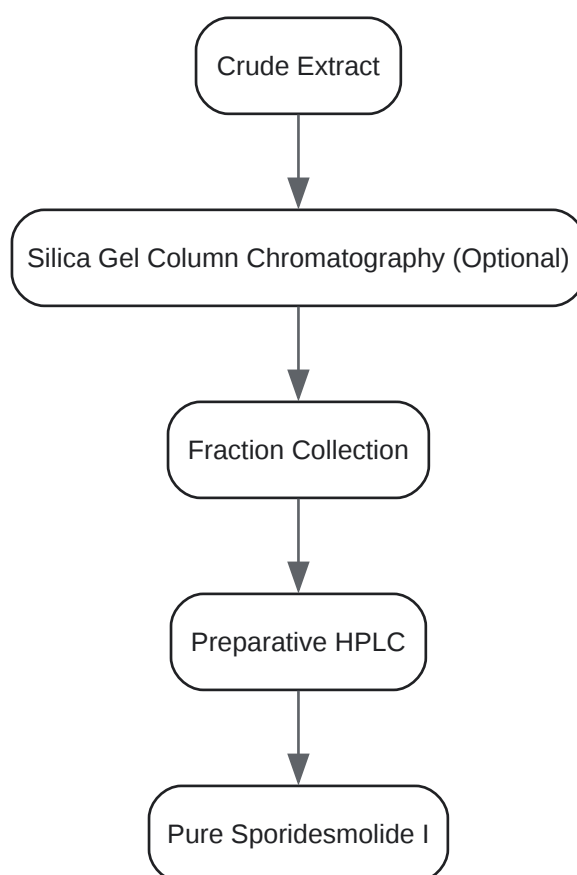 Crude Extract
Silica Gel Column Chromatography (Optional)
Fraction Collection
Preparative HPLC
Pure Sporidesmolide I